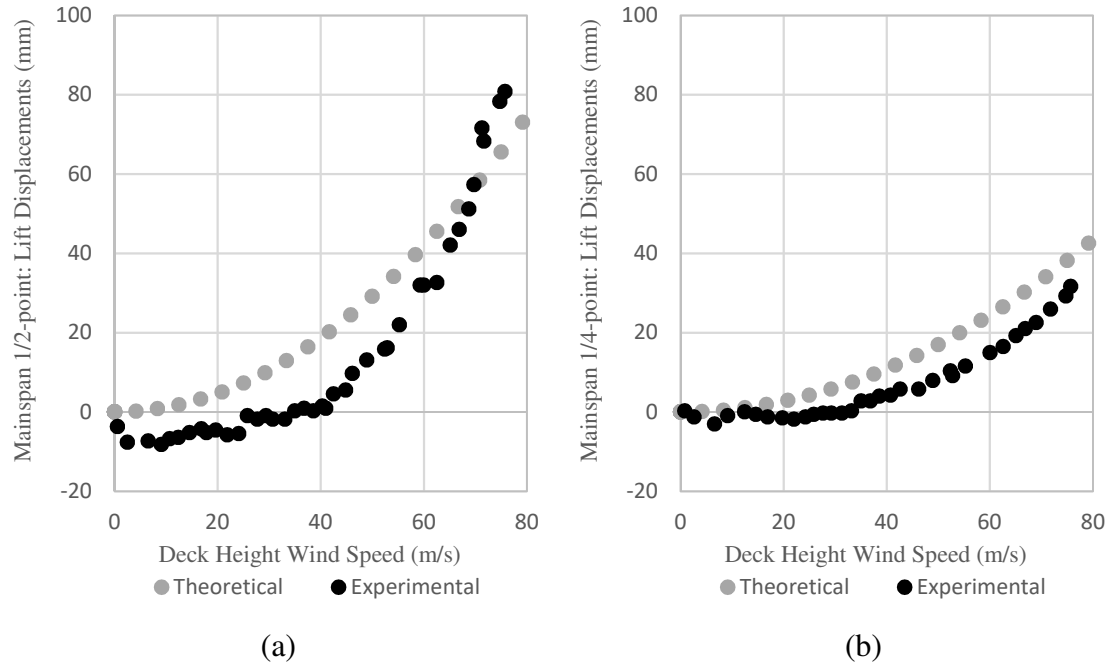 Mainspan 1/2-point: Lift Displacements (mm)
100
80
60
40
20
0
-20
0 20 40 60 80
Deck Height Wind Speed (m/s)
Theoretical Experimental
(a)
Mainspan 1/4-point: Lift Displacements (mm)
100
80
60
40
20
0
-20
0 20 40 60 80
Deck Height Wind Speed (m/s)
Theoretical Experimental
(b)